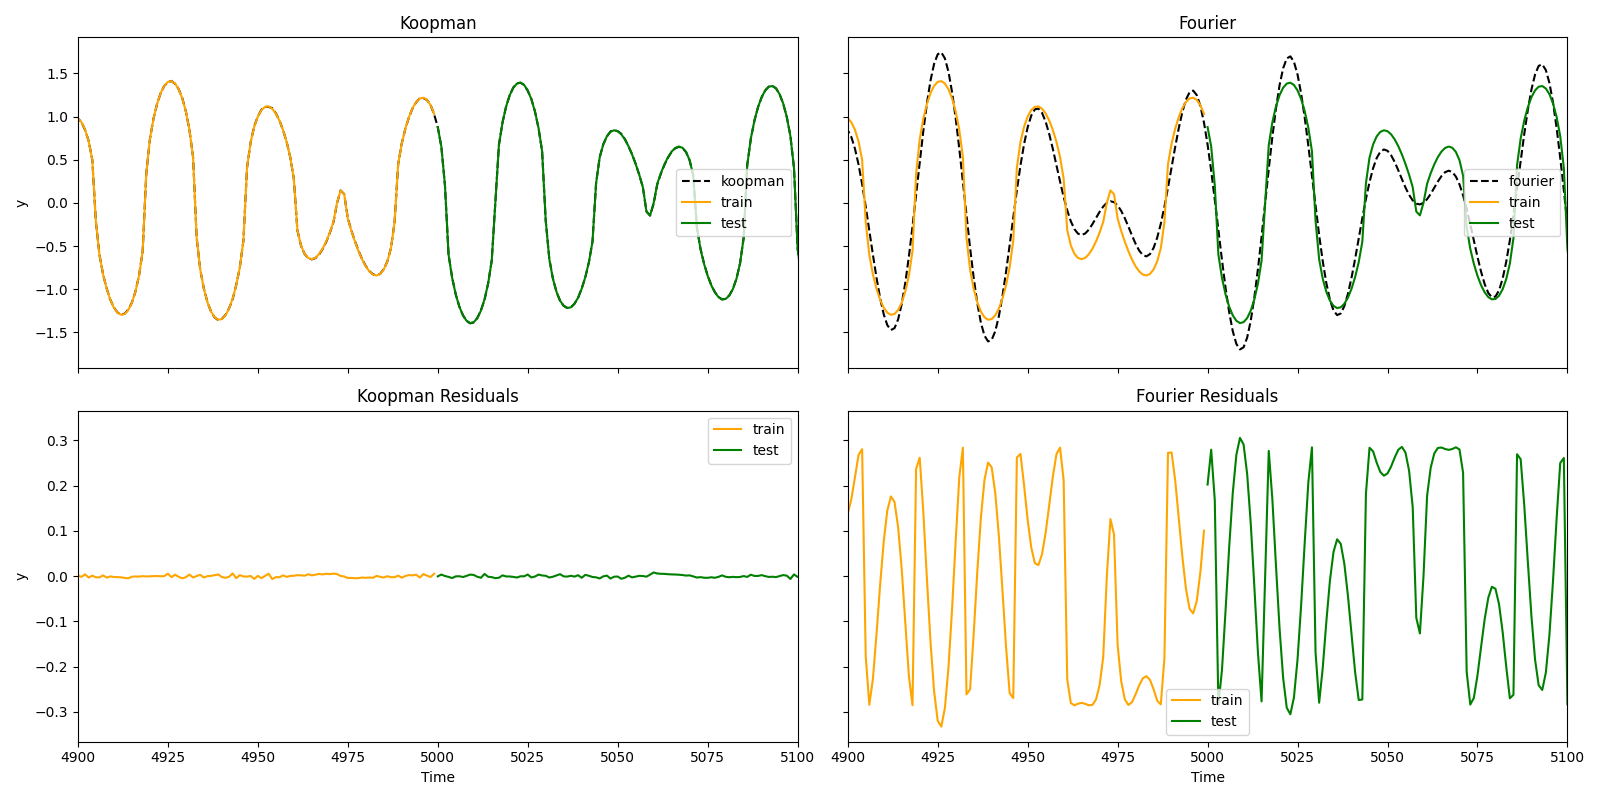 Koopman
y
1.5
1.0
0.5
0.0
−0.5
−1.0
−1.5
koopman
train
test
Fourier
fourier
train
test
Koopman Residuals
y
0.3
0.2
0.1
0.0
−0.1
−0.2
−0.3
4900 4925 4950 4975 5000 5025 5050 5075 5100
Time
train
test
Fourier Residuals
4900 4925 4950 4975 5000 5025 5050 5075 5100
Time
train
test